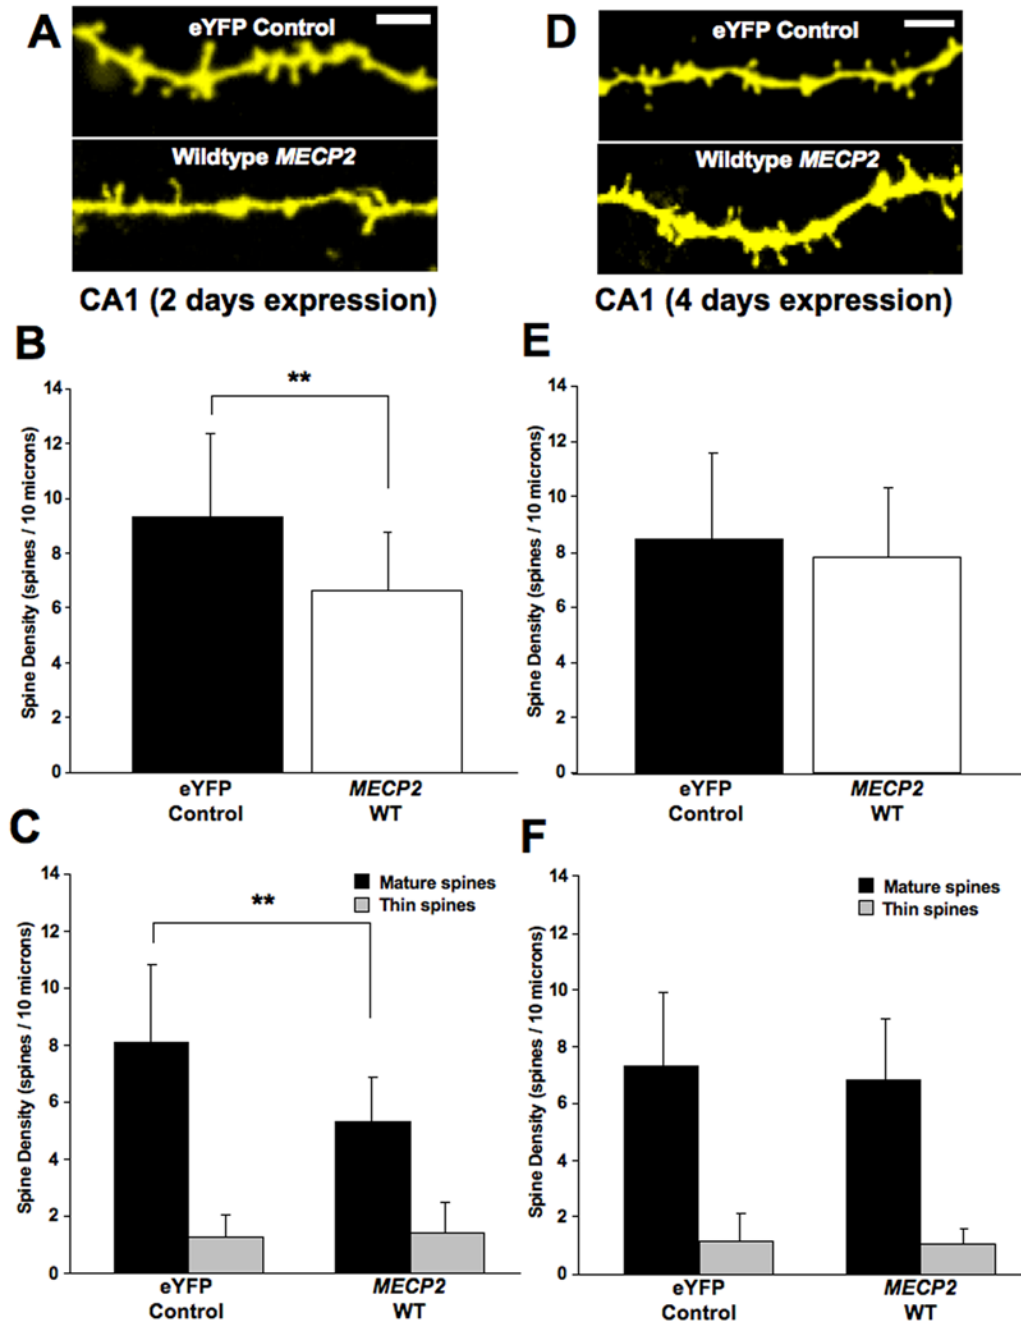 A
eYFP Control
Wildtype MECP2
CA1 (2 days expression)
D
eYFP Control
Wildtype MECP2
CA1 (4 days expression)
B
**
Spine Density (spines / 10 microns)
14
12
10
8
6
4
2
0
eYFP
Control
MECP2
WT
E
Spine Density (spines / 10 microns)
14
12
10
8
6
4
2
0
eYFP
Control
MECP2
WT
C
**
Mature spines
Thin spines
Spine Density (spines / 10 microns)
14
12
10
8
6
4
2
0
eYFP
Control
MECP2
WT
F
Mature spines
Thin spines
Spine Density (spines / 10 microns)
14
12
10
8
6
4
2
0
eYFP
Control
MECP2
WT